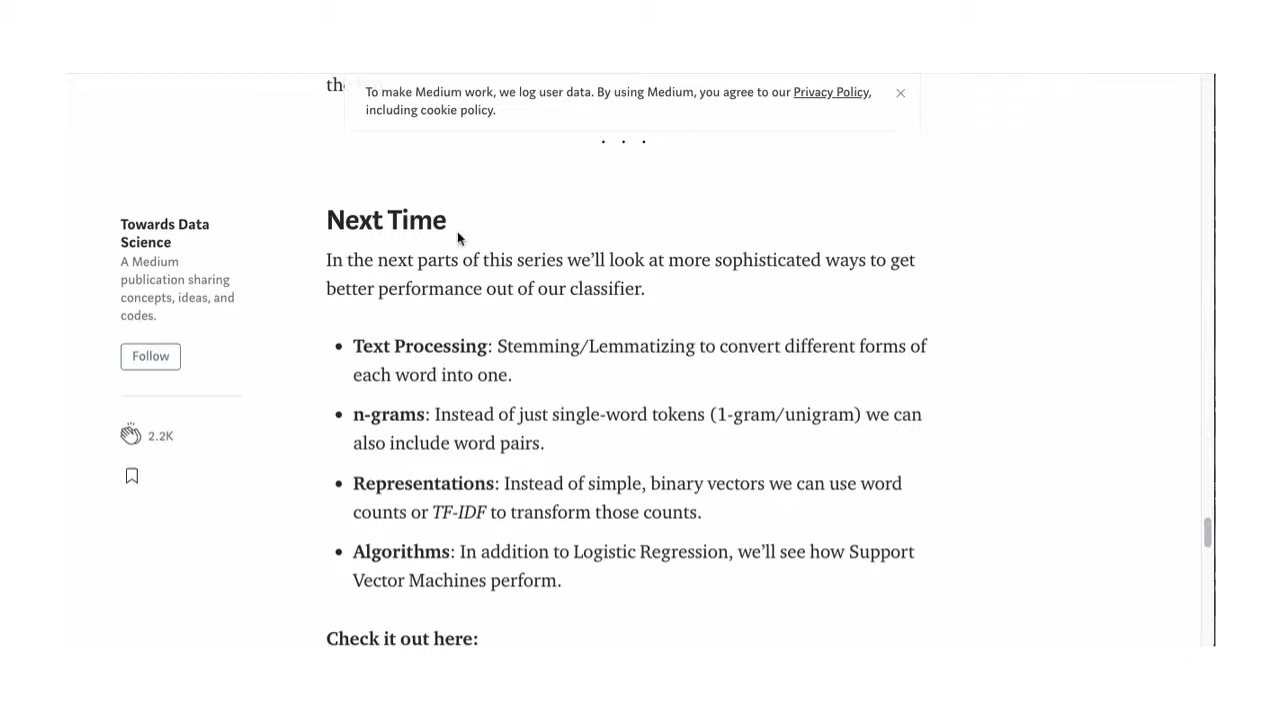 To make Medium work, we log user data. By using Medium, you agree to our Privacy Policy,
including cookie policy.
. . .
Towards Data
Science
A Medium
publication sharing
concepts, ideas, and
codes.
Follow
2.2K
Next Time
In the next parts of this series we’ll look at more sophisticated ways to get
better performance out of our classifier.
• Text Processing: Stemming/Lemmatizing to convert different forms of
each word into one.
• n-grams: Instead of just single-word tokens (1-gram/unigram) we can
also include word pairs.
• Representations: Instead of simple, binary vectors we can use word
counts or TF-IDF to transform those counts.
• Algorithms: In addition to Logistic Regression, we’ll see how Support
Vector Machines perform.
Check it out here: